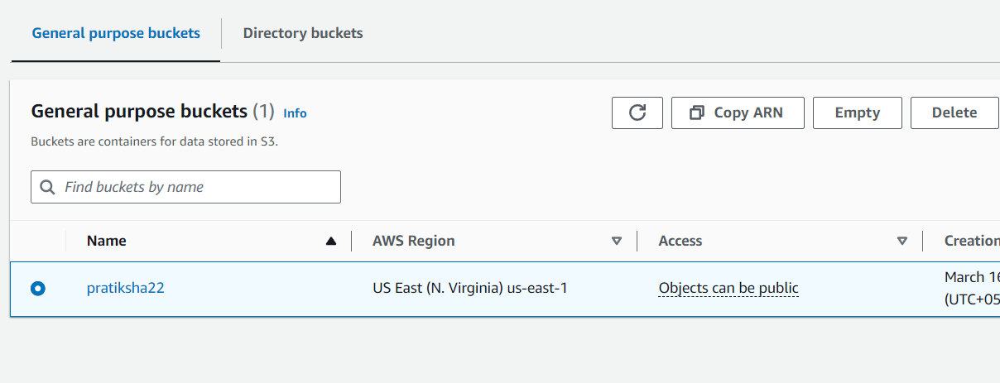 General purpose buckets Directory buckets
General purpose buckets (1) Info
Copy ARN Empty Delete
Buckets are containers for data stored in S3.
Find buckets by name
Name AWS Region Access Creation
pratiksha22 US East (N. Virginia) us-east-1 Objects can be public March 16
(UTC+05